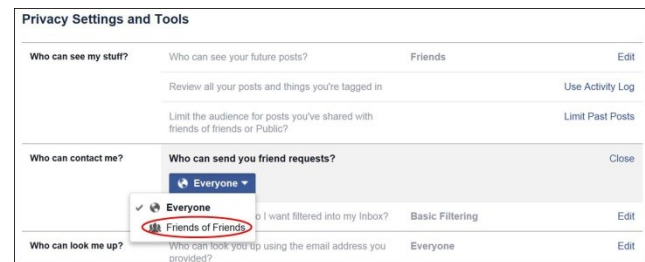 Privacy Settings and Tools
Who can see my stuff? Who can see your future posts? Friends Edit
Review all your posts and things you're tagged in Use Activity Log
Limit the audience for posts you've shared with Limit Past Posts
friends of friends or Public?
Who can contact me? Who can send you friend requests? Close
Everyone
Everyone
o I want filtered into my Inbox? Basic Filtering Edit
Friends of Friends
Who can look me up? Who can look you up using the email address you Everyone Edit
provided?